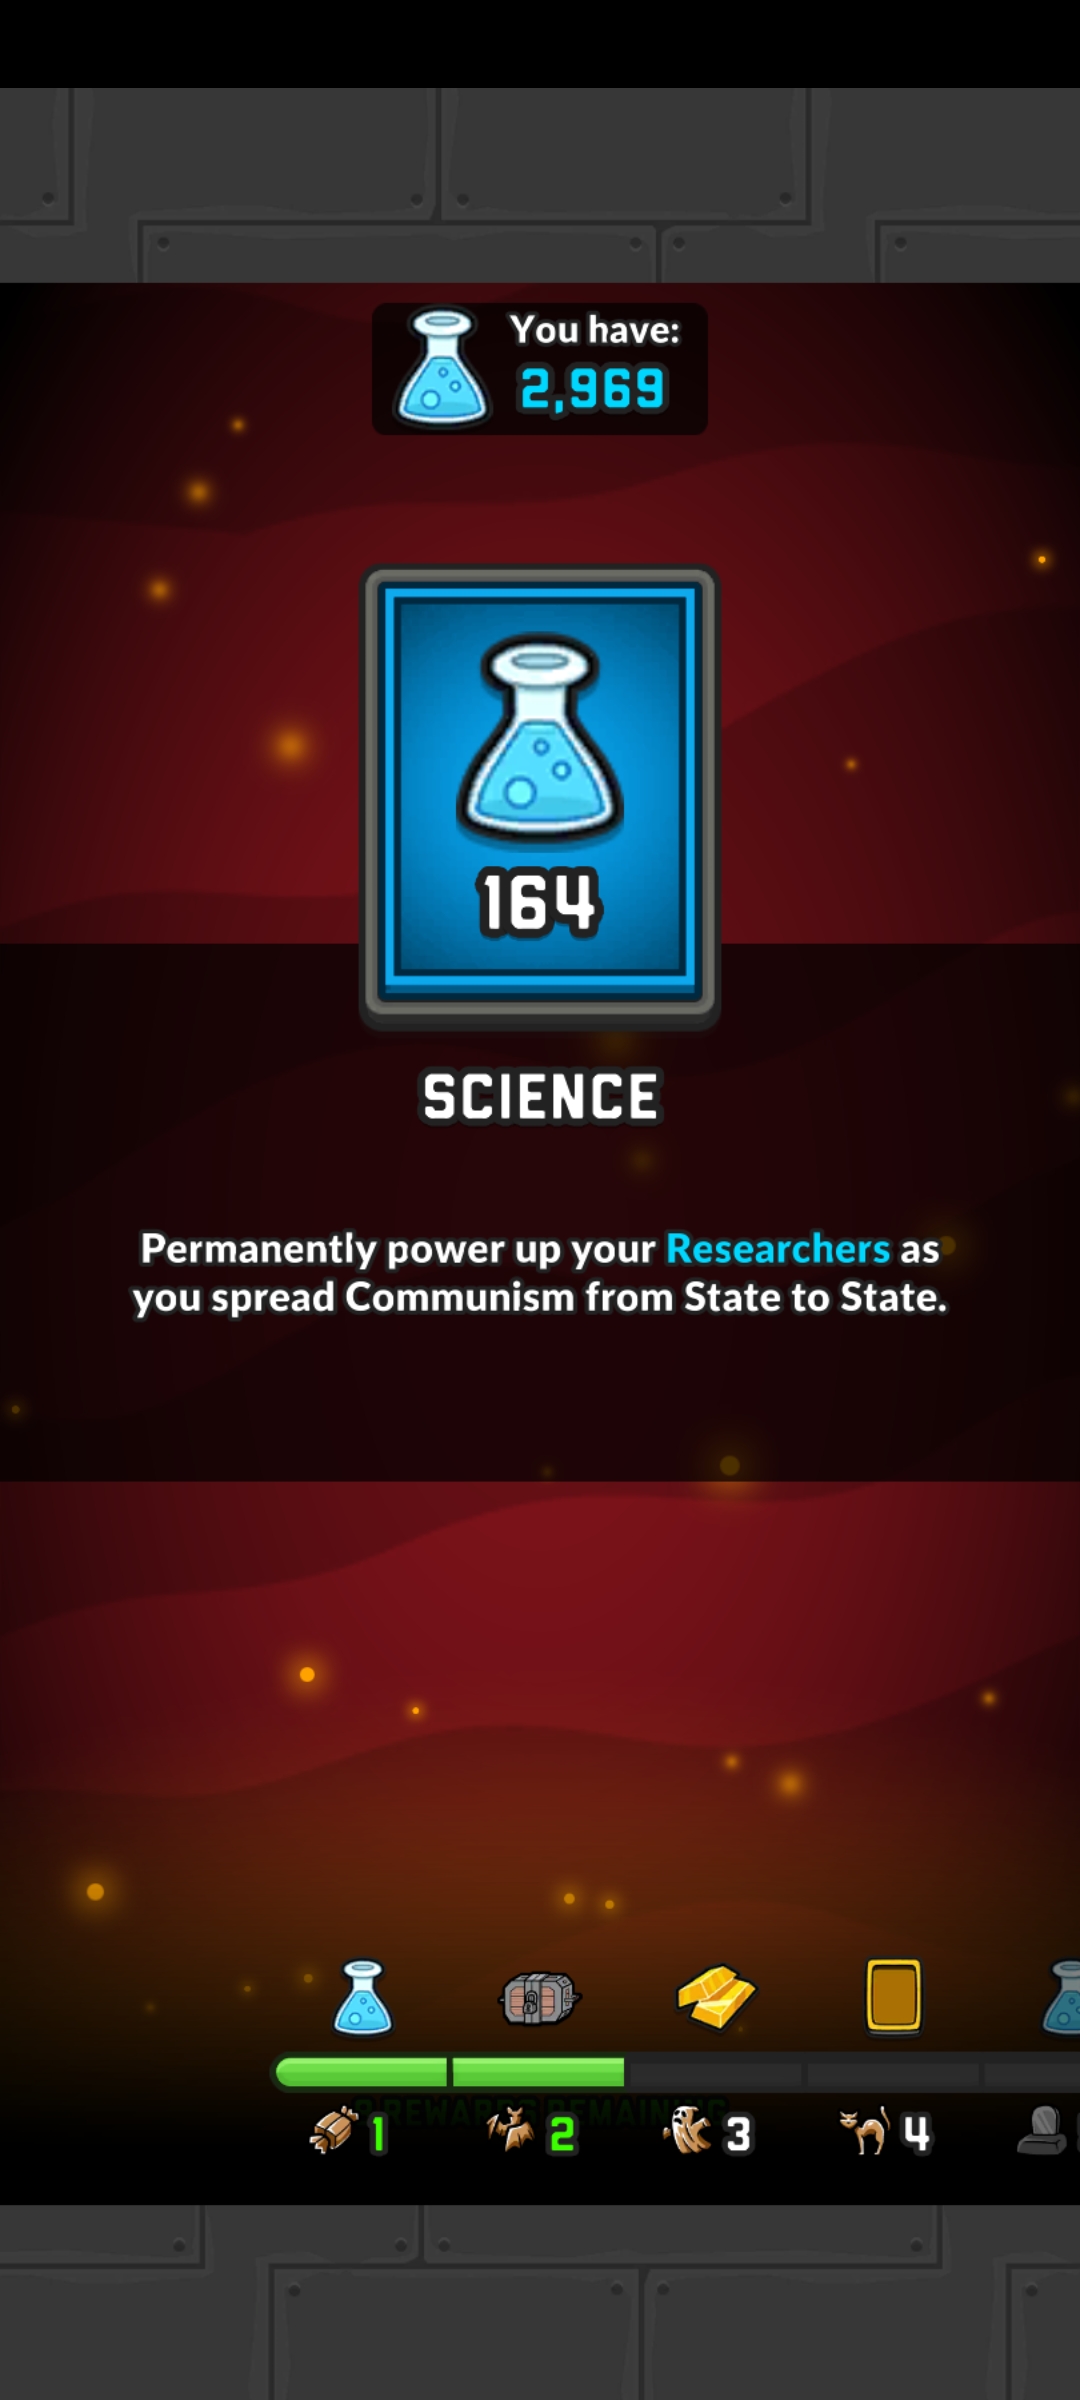 You have:
2,969
164
SCIENCE
Permanently power up your Researchers as
you spread Communism from State to State.
1 2 3 4